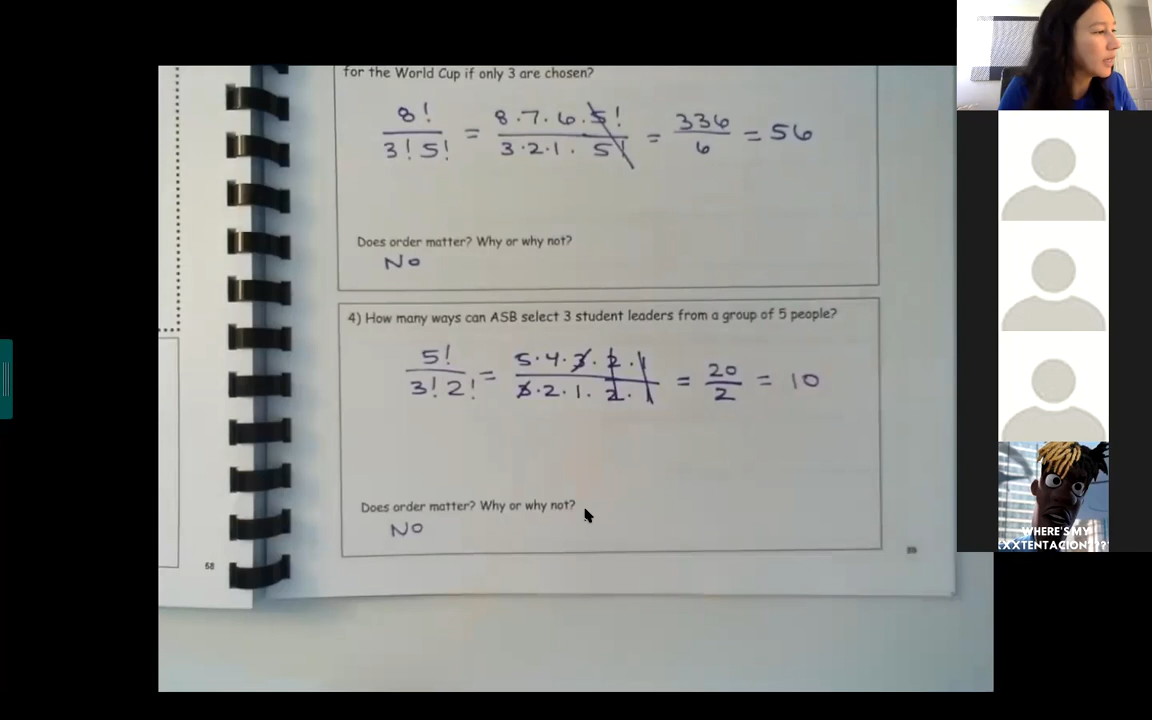 for the World Cup if only 3 are chosen?
8! / 3!5! = 8·7·6·5! / 3·2·1·5! = 336 / 6 = 56
Does order matter? Why or why not?
No
4) How many ways can ASB select 3 student leaders from a group of 5 people?
5! / 3!2! = 5·4·3·2·1 / 3·2·1·2·1 = 20 / 2 = 10
Does order matter? Why or why not?
No
58
WHERE'S MY
XXTENTACION???